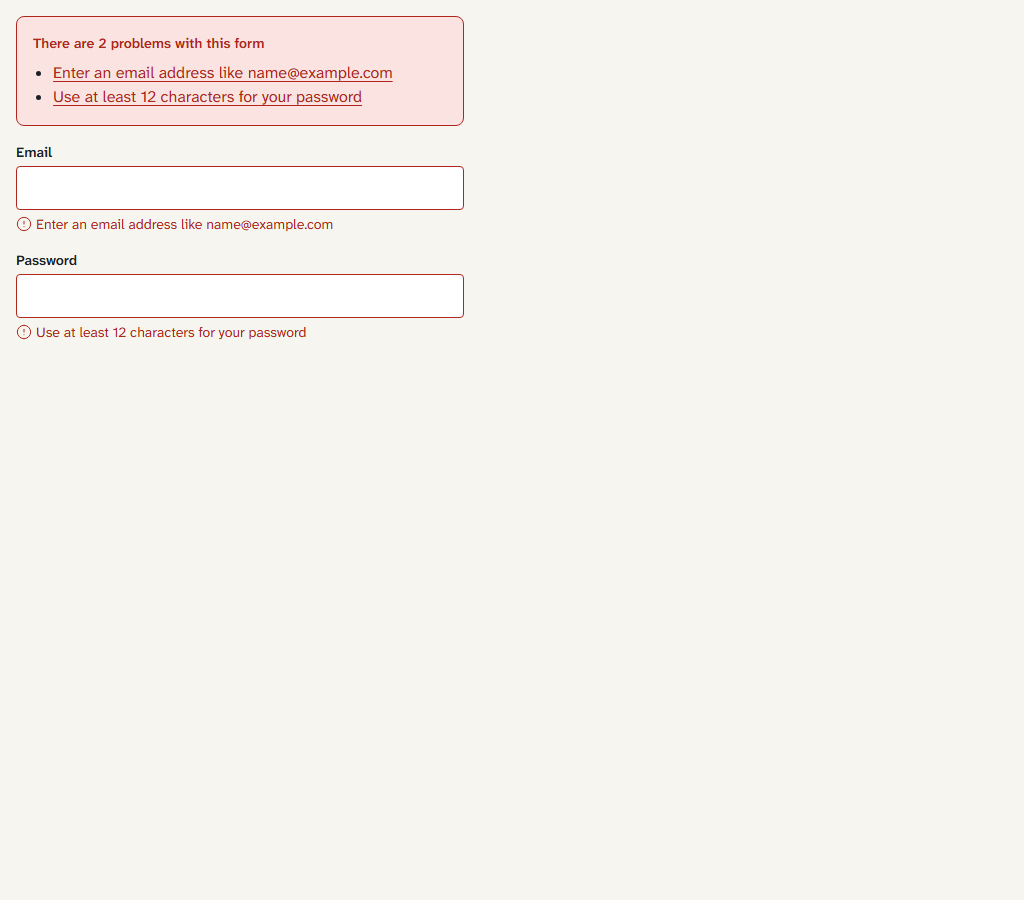 There are 2 problems with this form
Enter an email address like name@example.com
Use at least 12 characters for your password
Email
Enter an email address like name@example.com
Password
Use at least 12 characters for your password